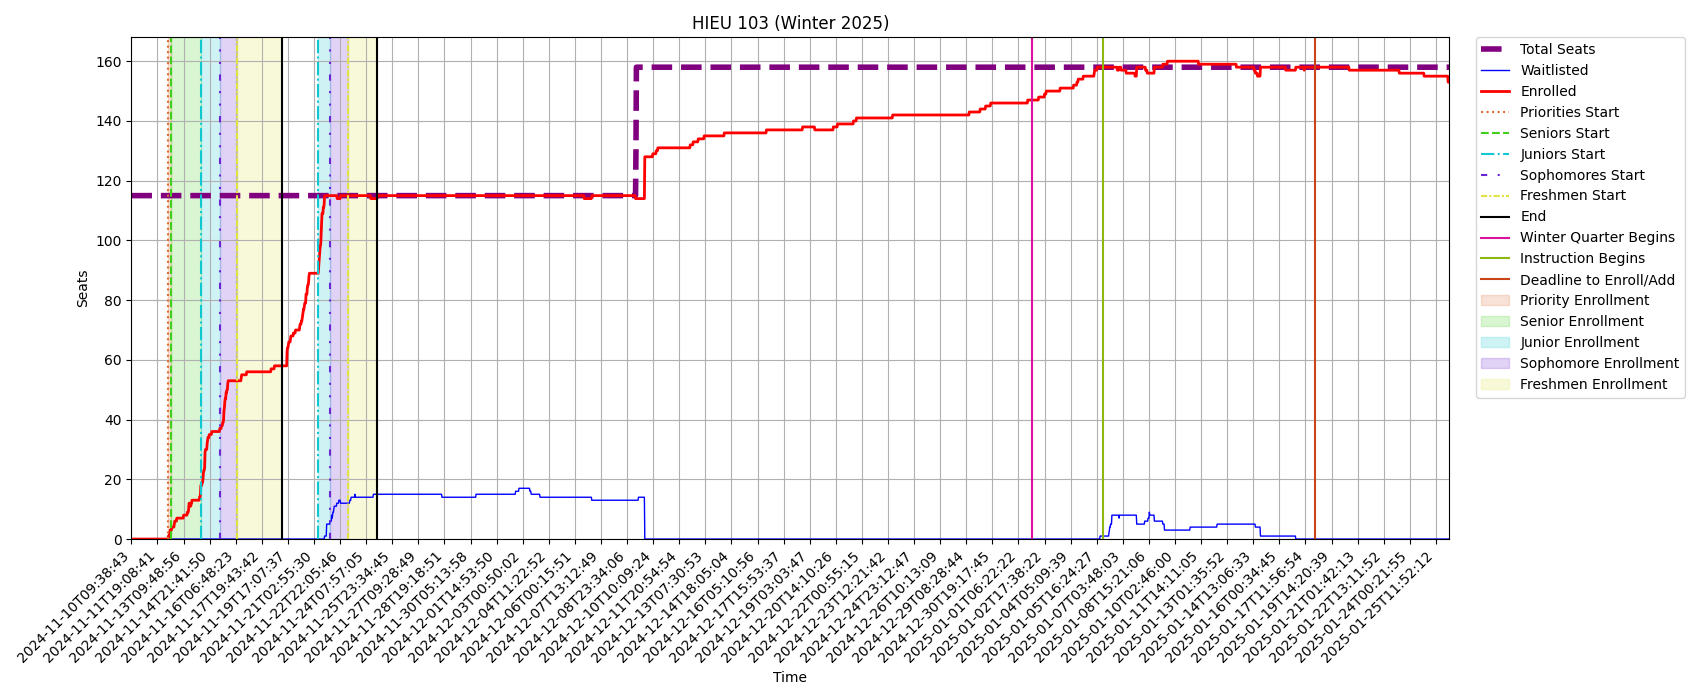 HIEU 103 (Winter 2025)
Seats
160
140
120
100
80
60
40
20
0
2024-11-10T09:38:43
2024-11-11T19:08:41
2024-11-13T09:48:56
2024-11-14T21:41:50
2024-11-16T06:48:23
2024-11-17T19:43:42
2024-11-19T17:07:37
2024-11-21T02:55:30
2024-11-22T22:05:46
2024-11-24T07:57:05
2024-11-25T23:34:45
2024-11-27T09:28:49
2024-11-28T19:18:51
2024-11-30T05:13:58
2024-12-01T14:53:50
2024-12-03T00:50:02
2024-12-04T11:22:52
2024-12-06T00:15:51
2024-12-07T13:12:49
2024-12-08T23:34:06
2024-12-10T10:09:24
2024-12-11T20:54:54
2024-12-13T07:30:53
2024-12-14T18:05:04
2024-12-16T05:10:56
2024-12-17T15:53:37
2024-12-19T03:03:47
2024-12-20T14:10:26
2024-12-22T00:55:15
2024-12-23T12:21:42
2024-12-24T23:12:47
2024-12-26T10:13:09
2024-12-29T08:28:44
2024-12-30T19:17:45
2025-01-01T06:22:22
2025-01-02T17:38:22
2025-01-04T05:09:39
2025-01-05T16:24:27
2025-01-07T03:48:03
2025-01-08T15:21:06
2025-01-10T02:46:00
2025-01-11T14:11:05
2025-01-13T01:35:52
2025-01-14T13:06:33
2025-01-16T00:34:45
2025-01-17T11:56:54
2025-01-19T14:20:39
2025-01-21T01:42:13
2025-01-22T13:11:52
2025-01-24T00:21:55
2025-01-25T11:52:12
Time
Total Seats
Waitlisted
Enrolled
Priorities Start
Seniors Start
Juniors Start
Sophomores Start
Freshmen Start
End
Winter Quarter Begins
Instruction Begins
Deadline to Enroll/Add
Priority Enrollment
Senior Enrollment
Junior Enrollment
Sophomore Enrollment
Freshmen Enrollment